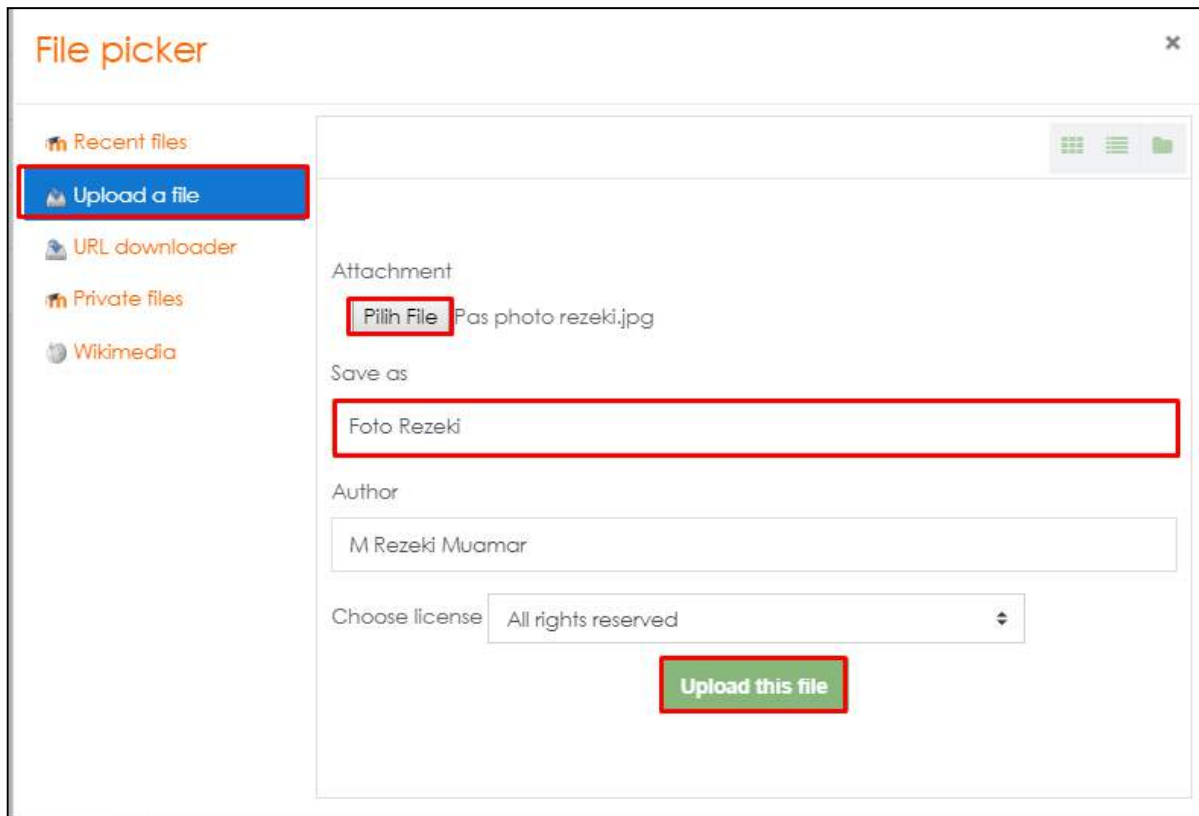 File picker
Recent files
Upload a file
URL downloader
Private files
Wikimedia
Attachment
Pilih File Pas photo rezeki.jpg
Save as
Foto Rezeki
Author
M Rezeki Muamar
Choose license All rights reserved
Upload this file